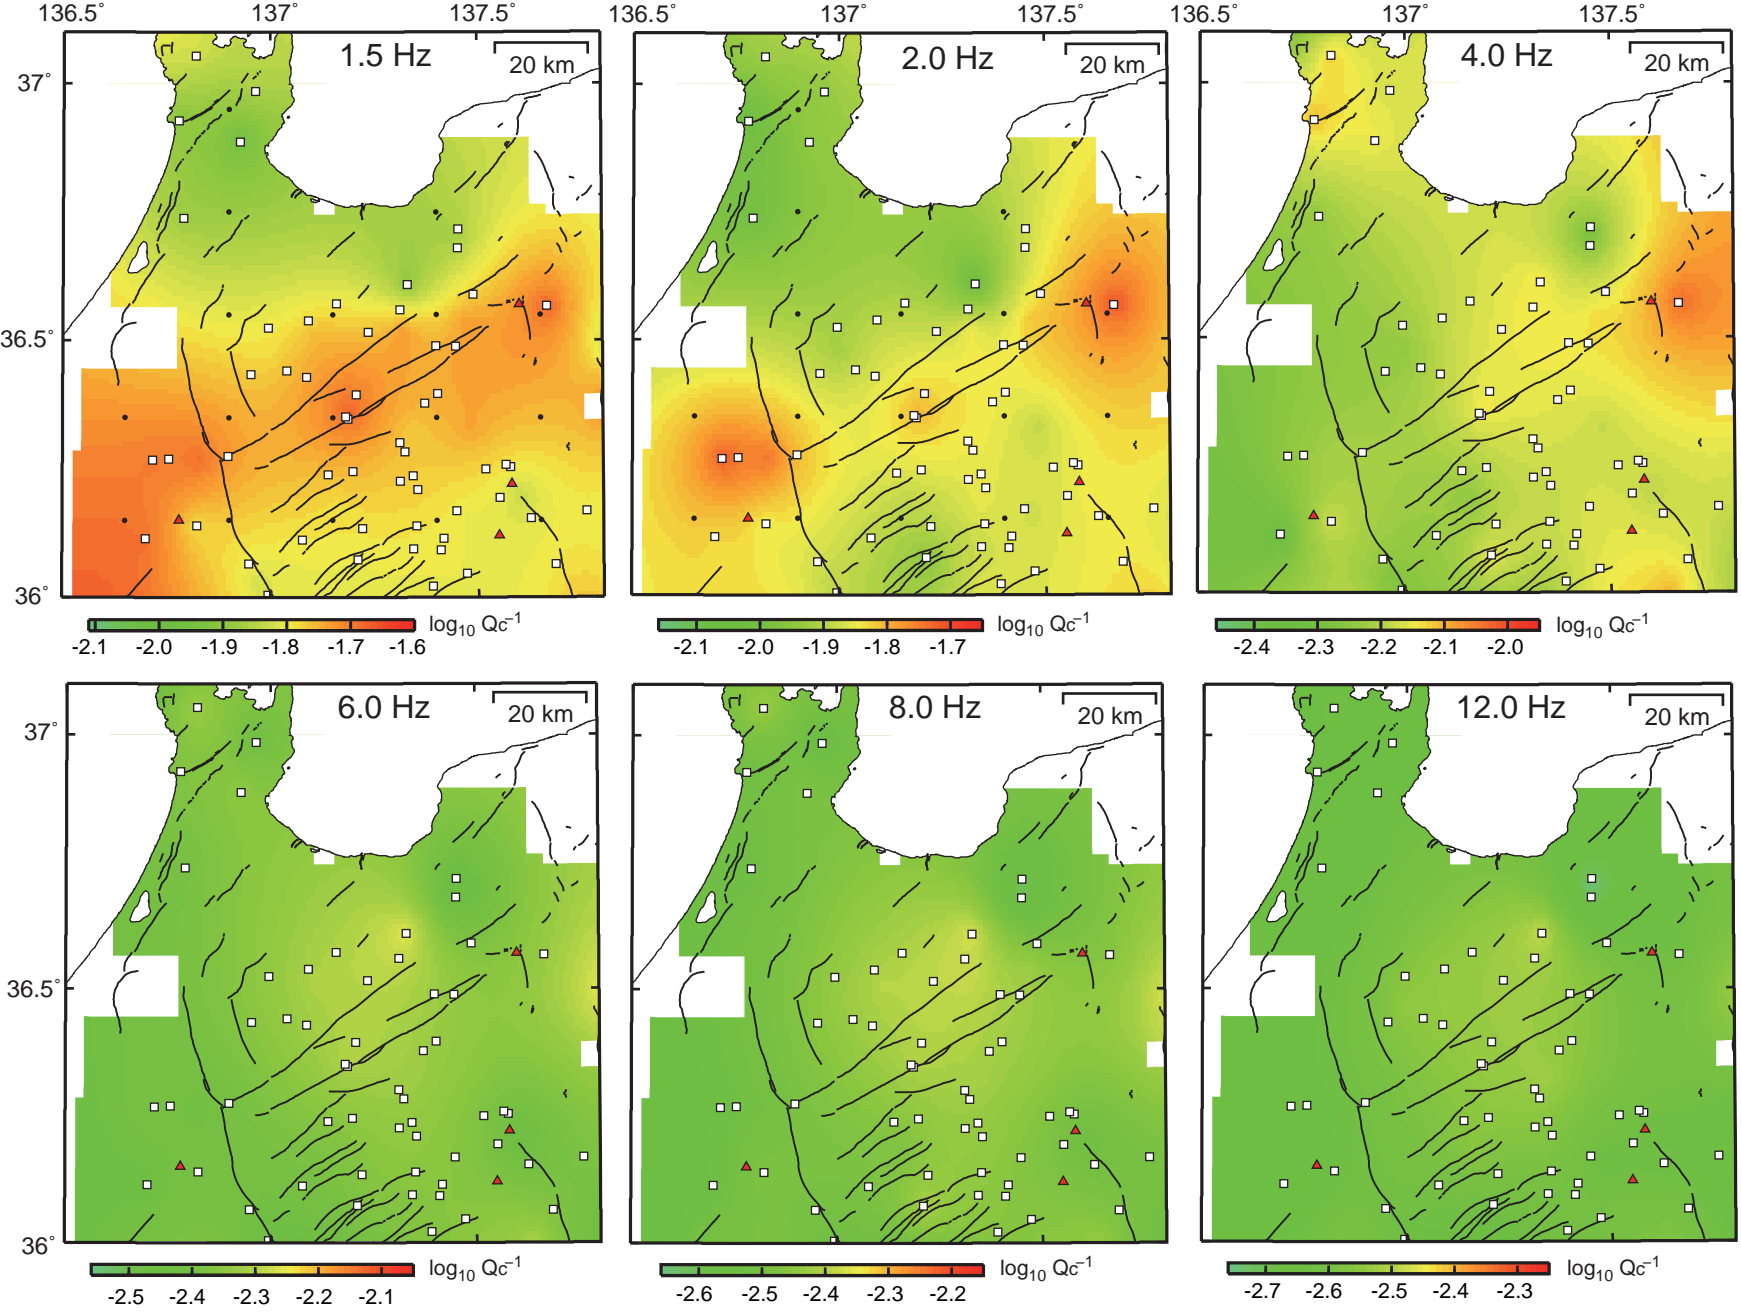 136.5° 137° 137.5° 136.5° 137° 137.5° 136.5° 137° 137.5°
1.5 Hz 2.0 Hz 4.0 Hz
20 km 20 km 20 km
37°
36.5°
36°
log10 Qc−1 log10 Qc−1 log10 Qc−1
-2.1 -2.0 -1.9 -1.8 -1.7 -1.6 -2.1 -2.0 -1.9 -1.8 -1.7 -2.4 -2.3 -2.2 -2.1 -2.0
6.0 Hz 8.0 Hz 12.0 Hz
20 km 20 km 20 km
37°
36.5°
36°
log10 Qc−1 log10 Qc−1 log10 Qc−1
-2.5 -2.4 -2.3 -2.2 -2.1 -2.6 -2.5 -2.4 -2.3 -2.2 -2.7 -2.6 -2.5 -2.4 -2.3